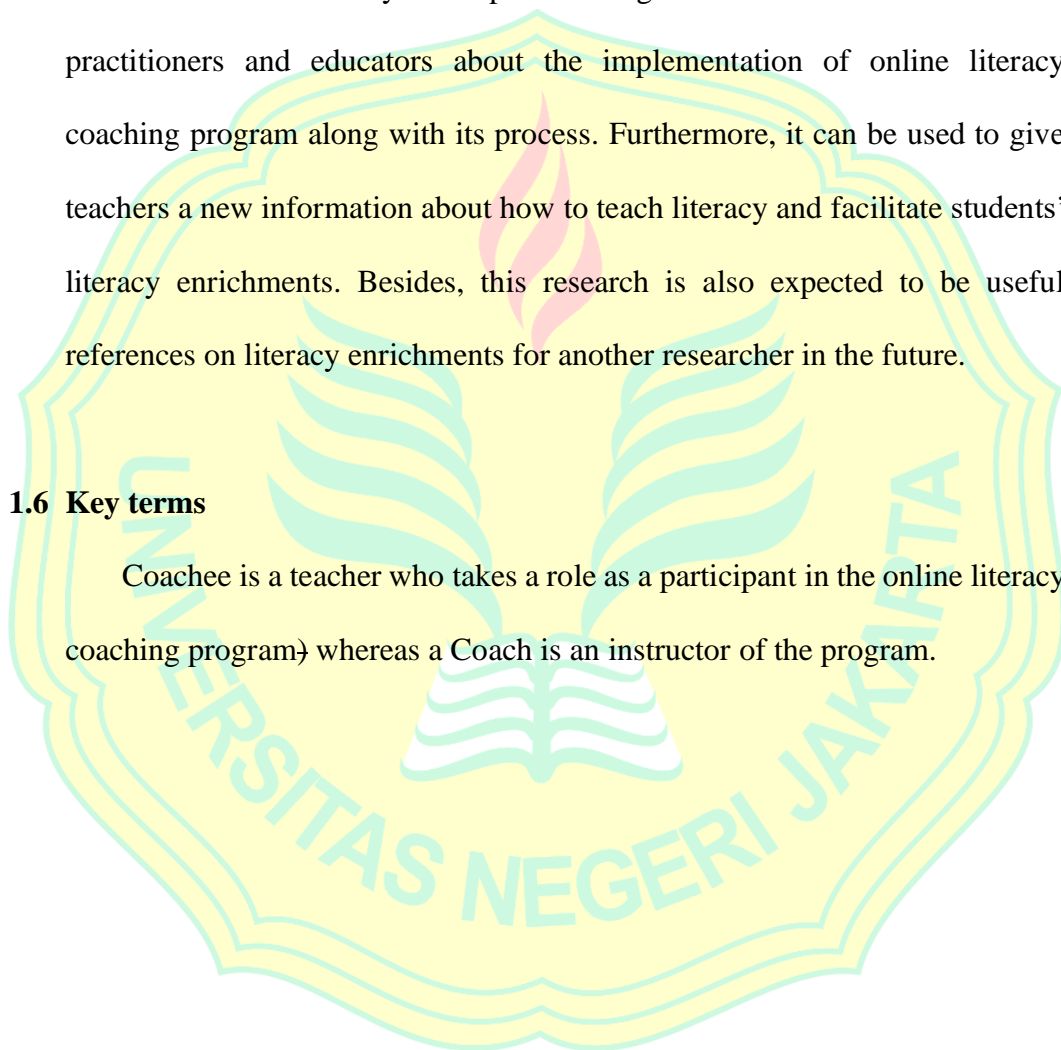 practitioners and educators about the implementation of online literacy
coaching program along with its process. Furthermore, it can be used to give
teachers a new information about how to teach literacy and facilitate students’
literacy enrichments. Besides, this research is also expected to be useful
references on literacy enrichments for another researcher in the future.
1.6 Key terms
Coachee is a teacher who takes a role as a participant in the online literacy
coaching program) whereas a Coach is an instructor of the program.
UNIVERSITAS NEGERI JAKARTA